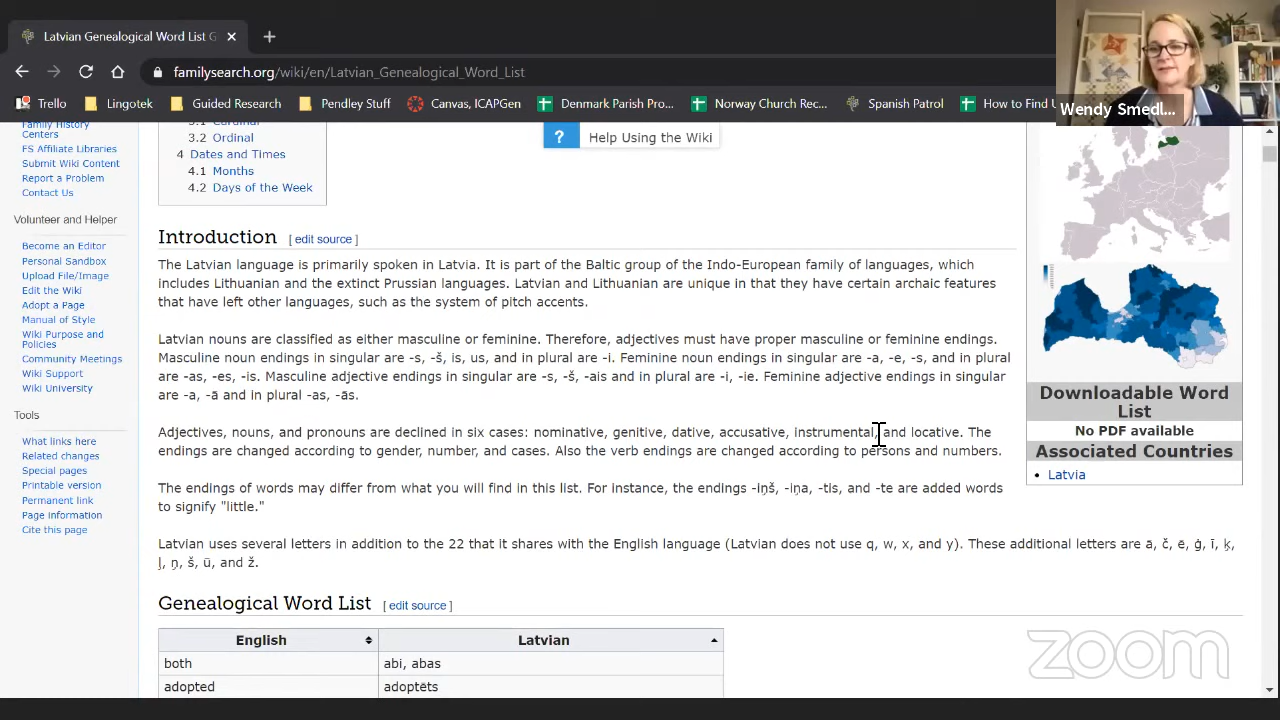 Latvian Genealogical Word List G
familysearch.org/wiki/en/Latvian_Genealogical_Word_List
Trello
Lingotek
Guided Research
Pendley Stuff
Canvas, ICAPGen
Denmark Parish Pro...
Norway Church Rec...
Spanish Patrol
How to Find U
Wendy Smedl...
Family History
Centers
FS Affiliate Libraries
Submit Wiki Content
Report a Problem
Contact Us
Volunteer and Helper
Become an Editor
Personal Sandbox
Upload File/Image
Edit the Wiki
Adopt a Page
Manual of Style
Wiki Purpose and
Policies
Community Meetings
Wiki Support
Wiki University
Tools
What links here
Related changes
Special pages
Printable version
Permanent link
Page information
Cite this page
3.1 Cardinal
3.2 Ordinal
4 Dates and Times
4.1 Months
4.2 Days of the Week
? Help Using the Wiki
Introduction [ edit source ]
The Latvian language is primarily spoken in Latvia. It is part of the Baltic group of the Indo-European family of languages, which
includes Lithuanian and the extinct Prussian languages. Latvian and Lithuanian are unique in that they have certain archaic features
that have left other languages, such as the system of pitch accents.
Latvian nouns are classified as either masculine or feminine. Therefore, adjectives must have proper masculine or feminine endings.
Masculine noun endings in singular are -s, -š, is, us, and in plural are -i. Feminine noun endings in singular are -a, -e, -s, and in plural
are -as, -es, -is. Masculine adjective endings in singular are -s, -š, -ais and in plural are -i, -ie. Feminine adjective endings in singular
are -a, -ā and in plural -as, -ās.
Adjectives, nouns, and pronouns are declined in six cases: nominative, genitive, dative, accusative, instrumental, and locative. The
endings are changed according to gender, number, and cases. Also the verb endings are changed according to persons and numbers.
The endings of words may differ from what you will find in this list. For instance, the endings -iņš, -iņa, -tis, and -te are added words
to signify "little."
Latvian uses several letters in addition to the 22 that it shares with the English language (Latvian does not use q, w, x, and y). These additional letters are ā, č, ē, ģ, ī, ķ,
ļ, ņ, š, ū, and ž.
Genealogical Word List [ edit source ]
English Latvian
both abi, abas
adopted adoptēts
Downloadable Word
List
No PDF available
Associated Countries
Latvia
zoom